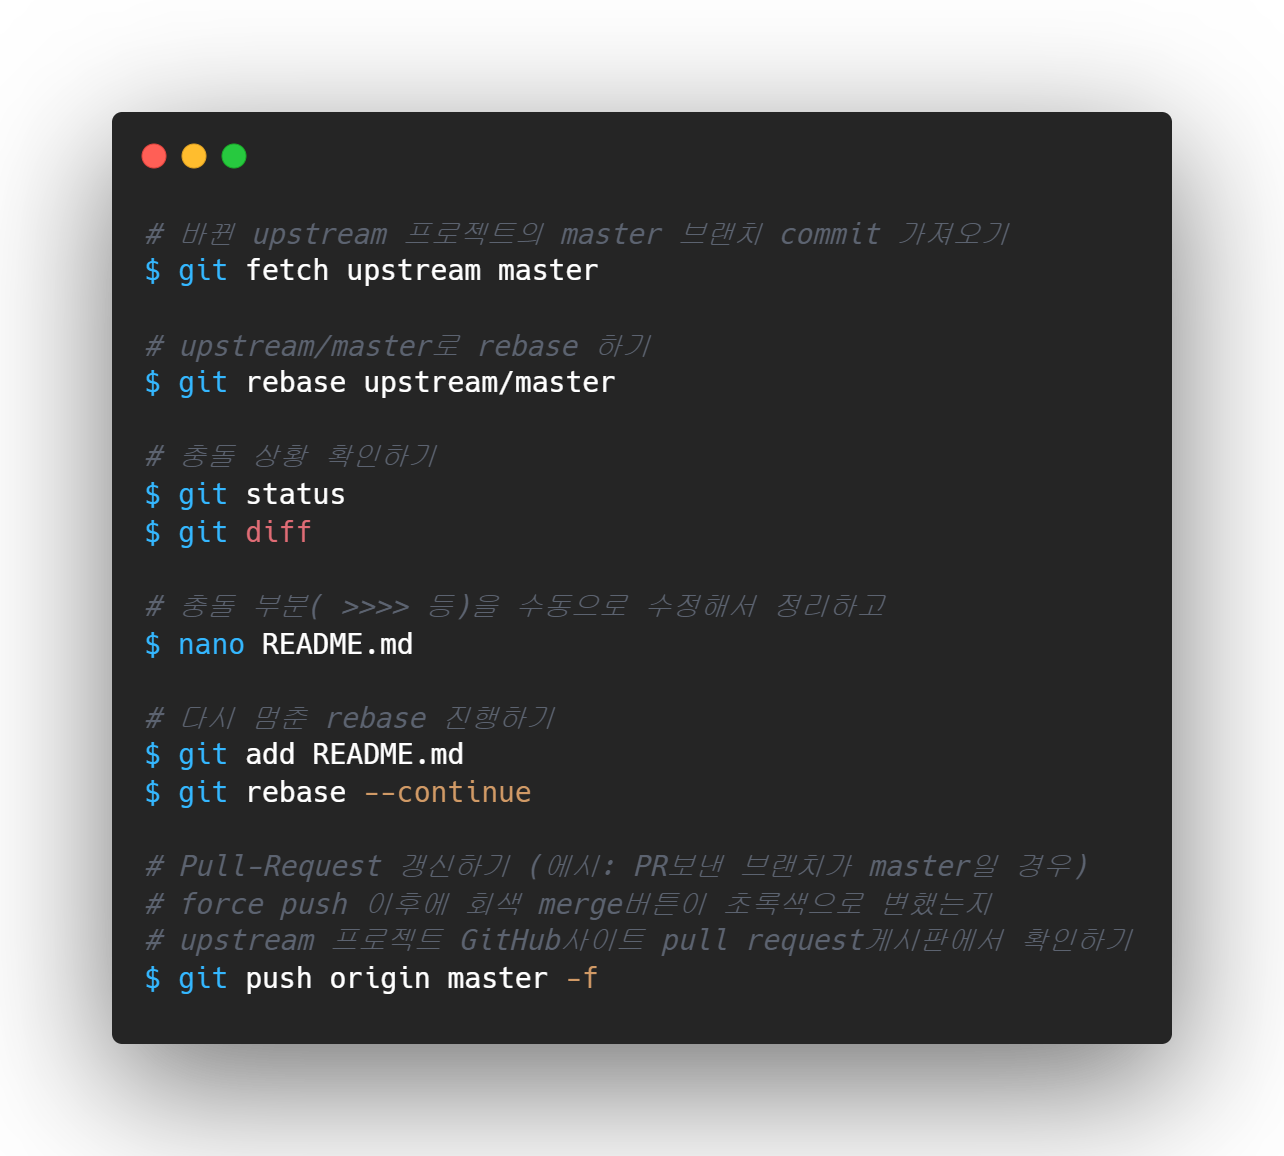 # 바뀐 upstream 프로젝트의 master 브랜치 commit 가져오기
$ git fetch upstream master
# upstream/master로 rebase 하기
$ git rebase upstream/master
# 충돌 상황 확인하기
$ git status
$ git diff
# 충돌 부분( >>>> 등)을 수동으로 수정해서 정리하고
$ nano README.md
# 다시 멈춘 rebase 진행하기
$ git add README.md
$ git rebase --continue
# Pull-Request 갱신하기 (에시: PR보낸 브랜치가 master일 경우)
# force push 이후에 회색 merge버튼이 초록색으로 변했는지
# upstream 프로젝트 GitHub사이트 pull request게시판에서 확인하기
$ git push origin master -f